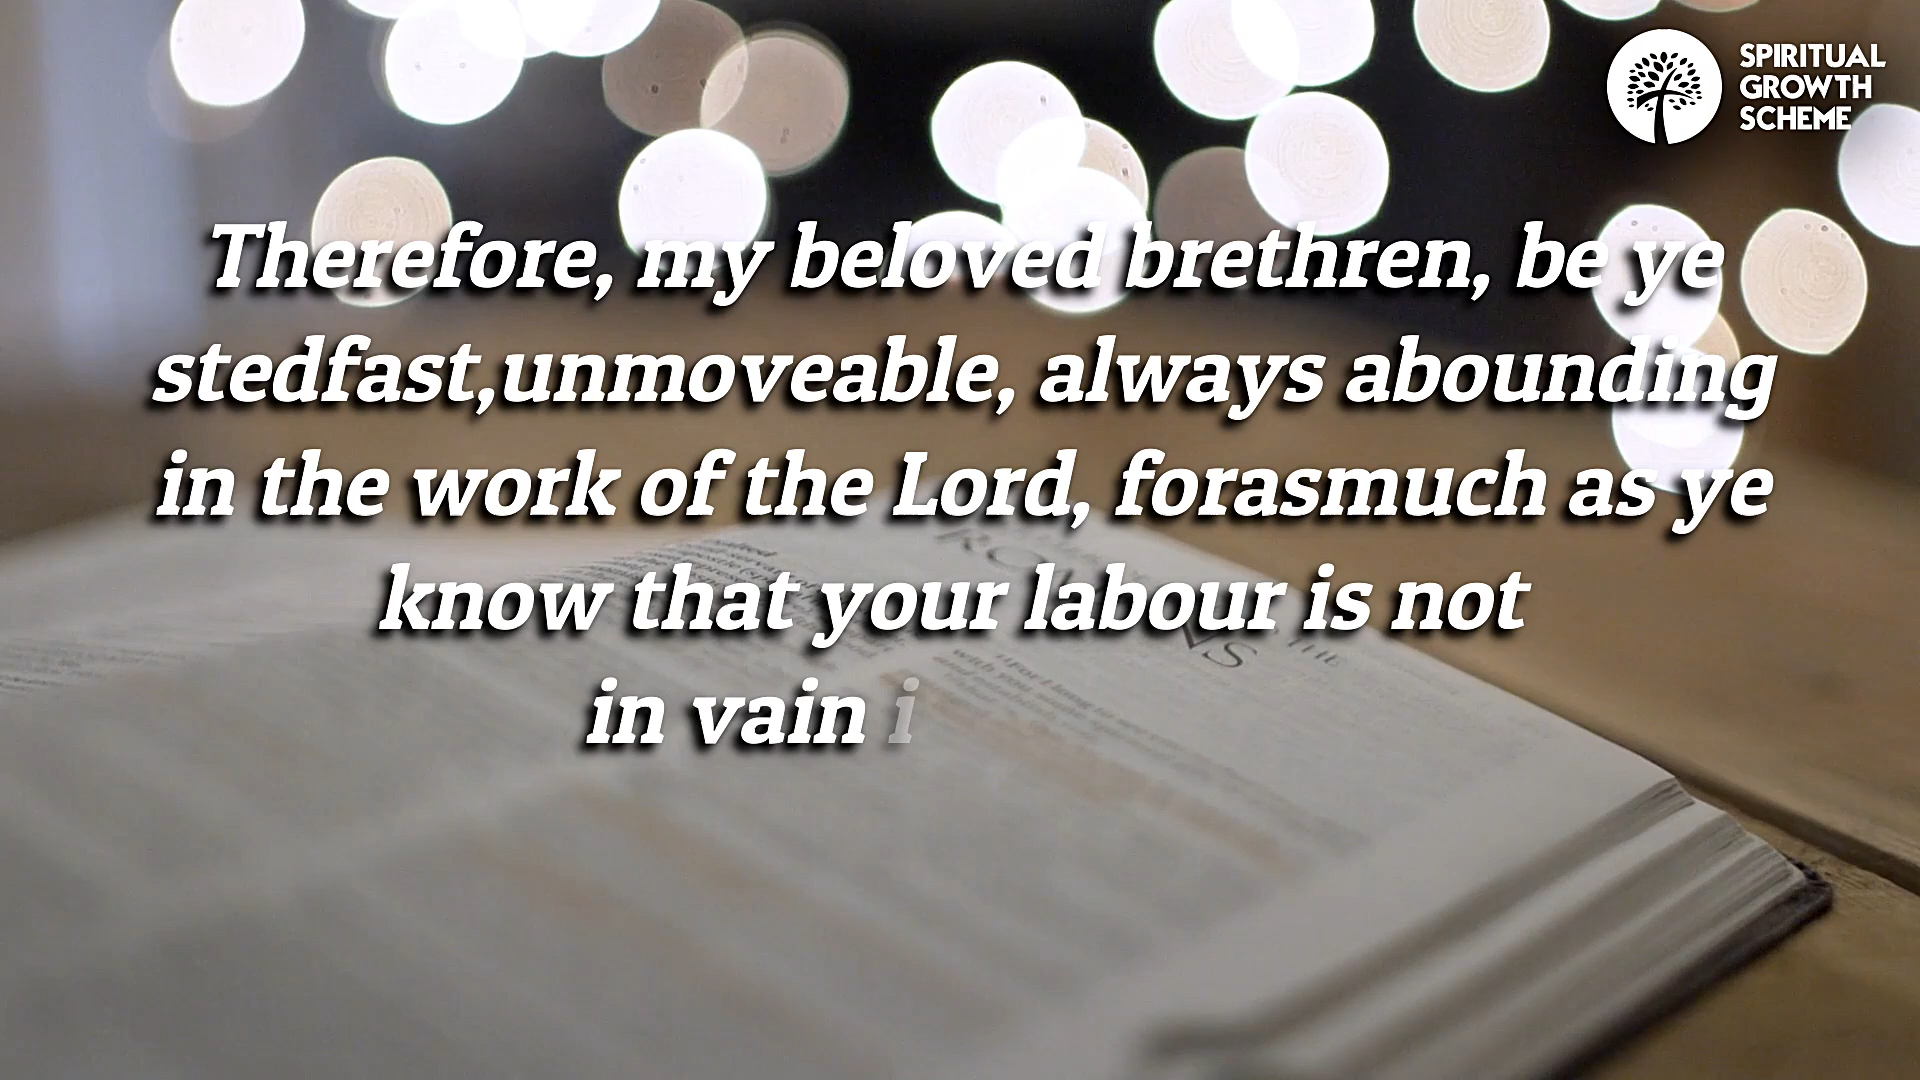 SPIRITUAL
GROWTH
SCHEME
Therefore, my beloved brethren, be ye
stedfast,unmoveable, always abounding
in the work of the Lord, forasmuch as ye
know that your labour is not
in vain i